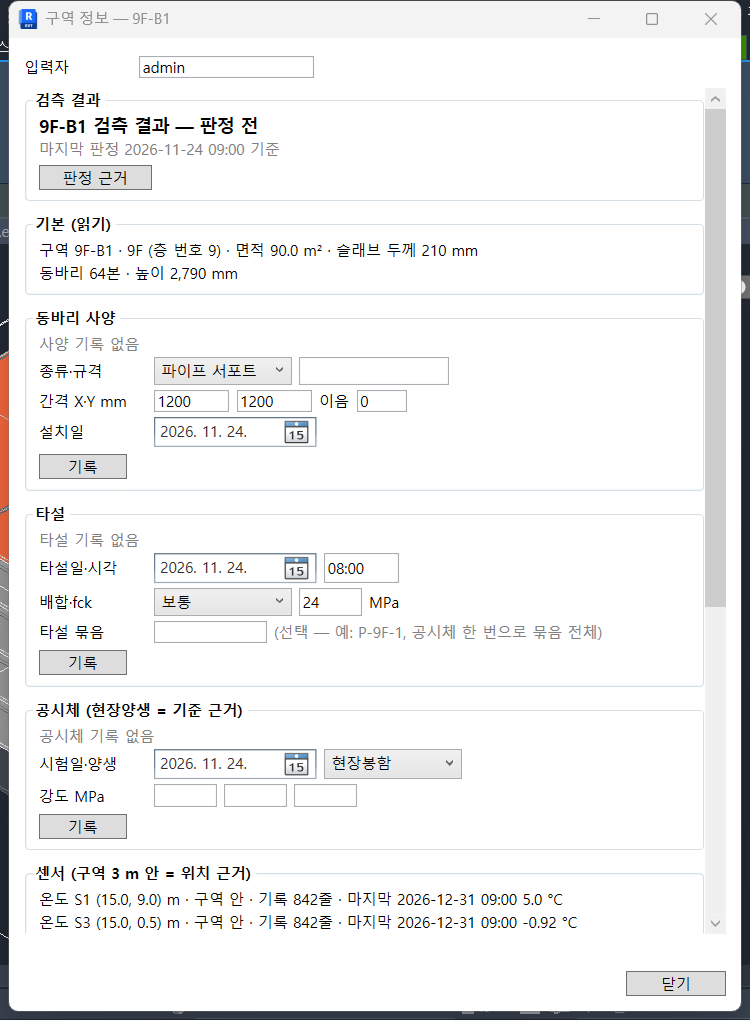 구역 정보 — 9F-B1
입력자 admin
검측 결과
9F-B1 검측 결과 — 판정 전
마지막 판정 2026-11-24 09:00 기준
판정 근거
기본 (읽기)
구역 9F-B1 · 9F (층 번호 9) · 면적 90.0 m² · 슬래브 두께 210 mm
동바리 64본 · 높이 2,790 mm
동바리 사양
사양 기록 없음
종류·규격 파이프 서포트
간격 X·Y mm 1200 1200 이음 0
설치일 2026. 11. 24. 15
기록
타설
타설 기록 없음
타설일·시각 2026. 11. 24. 15 08:00
배합·fck 보통 24 MPa
타설 묶음 (선택 — 예: P-9F-1, 공시체 한 번으로 묶음 전체)
기록
공시체 (현장양생 = 기준 근거)
공시체 기록 없음
시험일·양생 2026. 11. 24. 15 현장봉함
강도 MPa
기록
센서 (구역 3 m 안 = 위치 근거)
온도 S1 (15.0, 9.0) m · 구역 안 · 기록 842줄 · 마지막 2026-12-31 09:00 5.0 °C
온도 S3 (15.0, 0.5) m · 구역 안 · 기록 842줄 · 마지막 2026-12-31 09:00 -0.92 °C
닫기